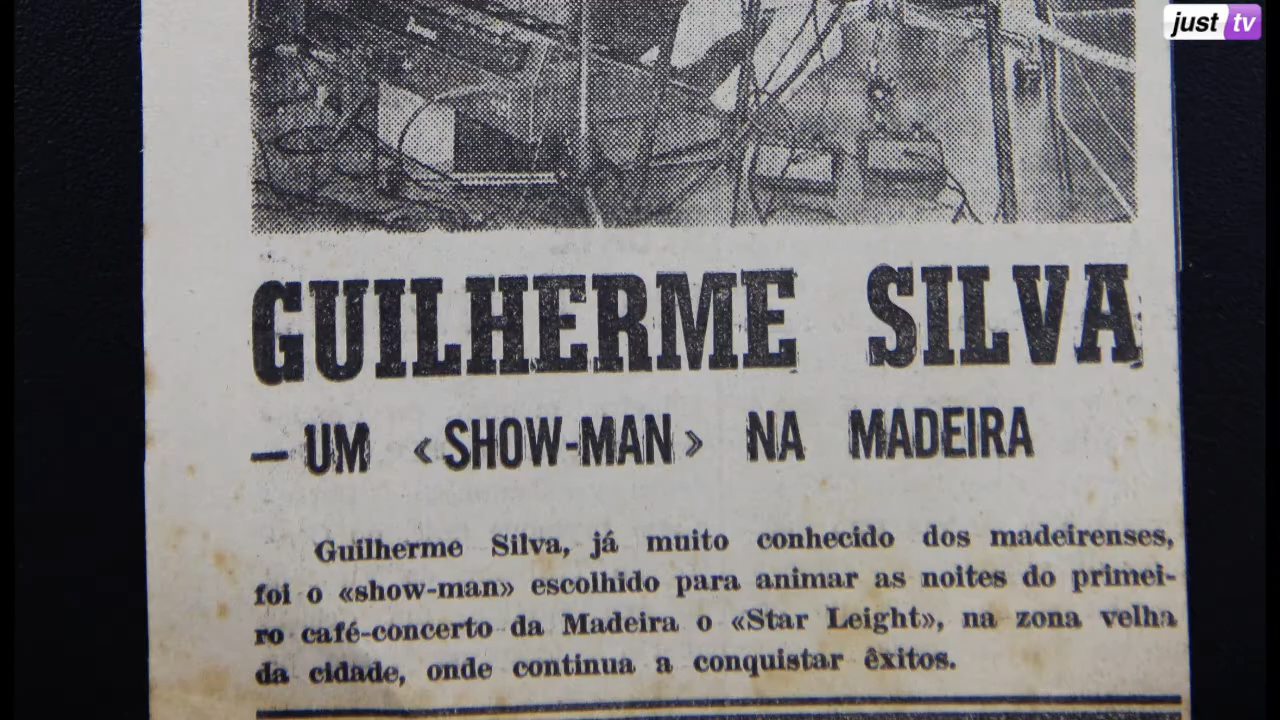 just tv
GUILHERME SILVA
— UM «SHOW-MAN» NA MADEIRA
Guilherme Silva, já muito conhecido dos madeirenses,
foi o «show-man» escolhido para animar as noites do primei-
ro café-concerto da Madeira o «Star Leight», na zona velha
da cidade, onde continua a conquistar êxitos.